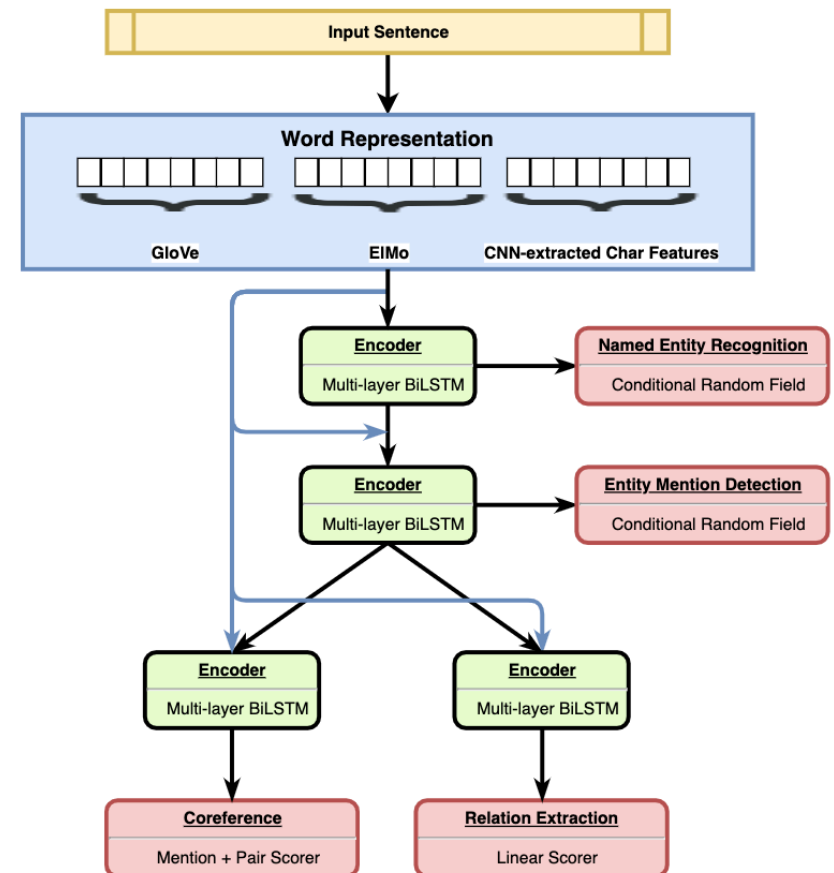 Input Sentence
Word Representation
GloVe
ElMo
CNN-extracted Char Features
Encoder
Multi-layer BiLSTM
Named Entity Recognition
Conditional Random Field
Encoder
Multi-layer BiLSTM
Entity Mention Detection
Conditional Random Field
Encoder
Multi-layer BiLSTM
Encoder
Multi-layer BiLSTM
Coreference
Mention + Pair Scorer
Relation Extraction
Linear Scorer